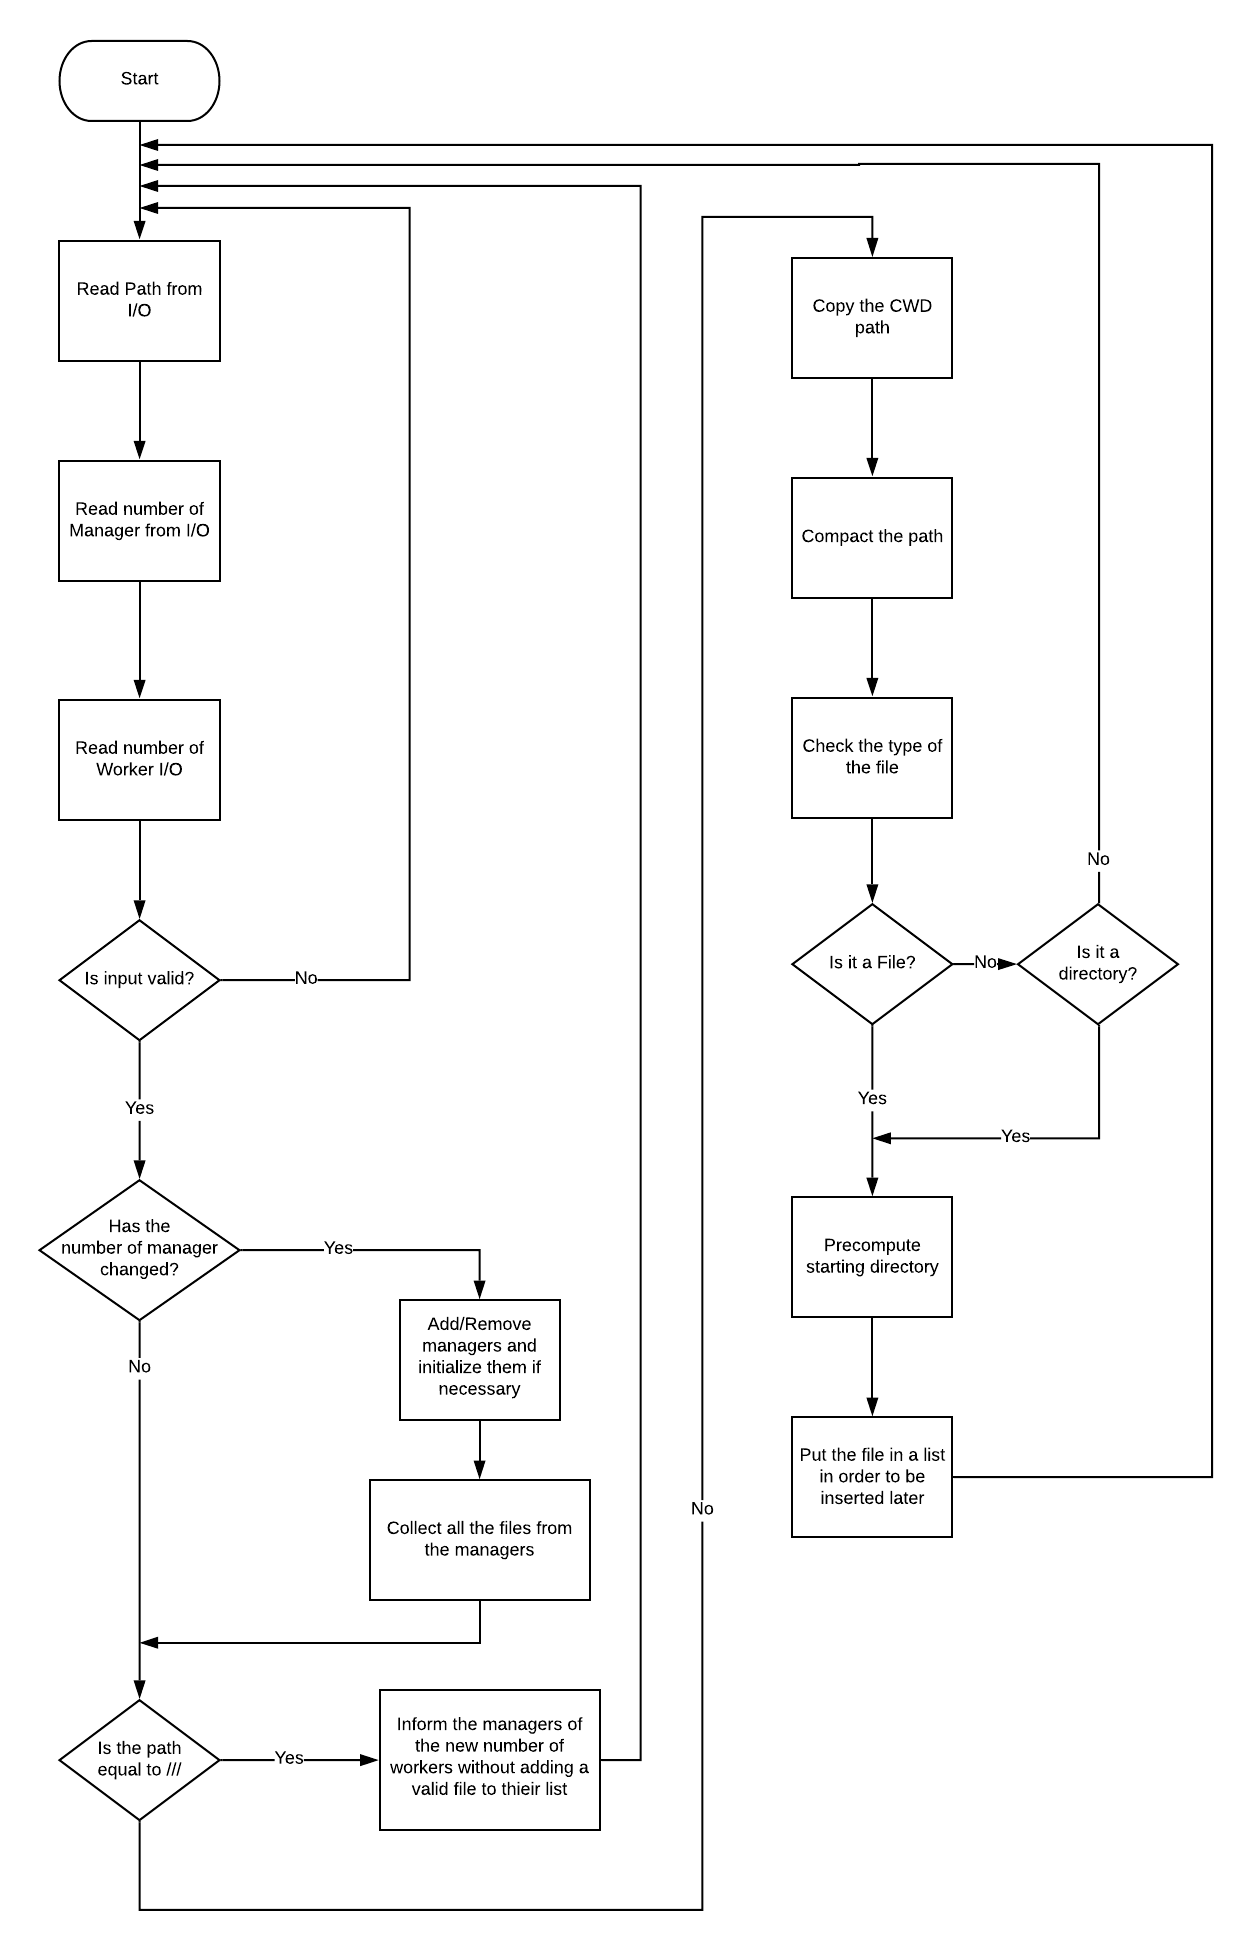 Start
Read Path from
I/O
Read number of
Manager from I/O
Read number of
Worker I/O
Is input valid?
No
Yes
Has the
number of manager
changed?
Yes
No
Add/Remove
managers and
initialize them if
necessary
Collect all the files from
the managers
Is the path
equal to ///
Yes
Inform the managers of
the new number of
workers without adding a
valid file to thieir list
No
Copy the CWD
path
Compact the path
Check the type of
the file
Is it a File?
No
Is it a
directory?
No
Yes
Yes
Precompute
starting directory
Put the file in a list
in order to be
inserted later